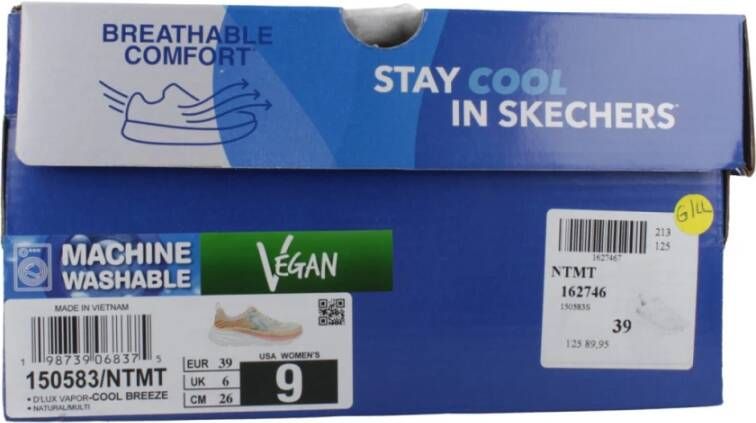 BREATHABLE
COMFORT
STAY COOL
IN SKECHERS
MACHINE
WASHABLE
VEGAN
MADE IN VIETNAM
1 98739 06837 5
150583/NTMT
• D'LUX VAPOR-COOL BREEZE
• NATURAL/MULTI
EUR 39
UK 6
CM 26
USA WOMEN'S
9
G/LL
213
125
1627467
NTMT
162746
150583S
39
125 89,95